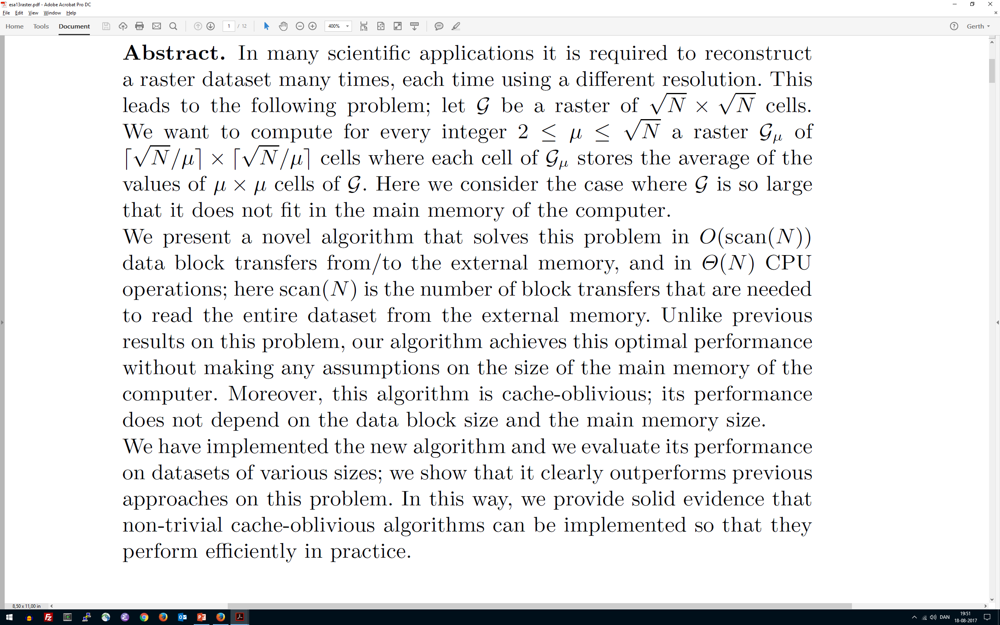 esa13raster.pdf - Adobe Acrobat Pro DC
File Edit View Window Help
Home Tools Document 1 / 12 400% Gerth
Abstract. In many scientific applications it is required to reconstruct
a raster dataset many times, each time using a different resolution. This
leads to the following problem; let 𝒢 be a raster of √N × √N cells.
We want to compute for every integer 2 ≤ μ ≤ √N a raster 𝒢μ of
⌈√N/μ⌉ × ⌈√N/μ⌉ cells where each cell of 𝒢μ stores the average of the
values of μ × μ cells of 𝒢. Here we consider the case where 𝒢 is so large
that it does not fit in the main memory of the computer.
We present a novel algorithm that solves this problem in O(scan(N))
data block transfers from/to the external memory, and in Θ(N) CPU
operations; here scan(N) is the number of block transfers that are needed
to read the entire dataset from the external memory. Unlike previous
results on this problem, our algorithm achieves this optimal performance
without making any assumptions on the size of the main memory of the
computer. Moreover, this algorithm is cache-oblivious; its performance
does not depend on the data block size and the main memory size.
We have implemented the new algorithm and we evaluate its performance
on datasets of various sizes; we show that it clearly outperforms previous
approaches on this problem. In this way, we provide solid evidence that
non-trivial cache-oblivious algorithms can be implemented so that they
perform efficiently in practice.
8,50 x 11,00 in
DAN
19:51
18-08-2017